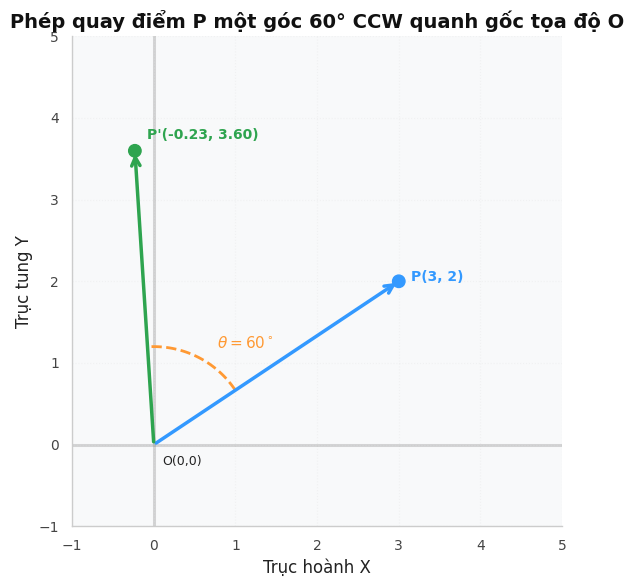 Phép quay điểm P một góc 60° CCW quanh gốc tọa độ O
5
P'(-0.23, 3.60)
4
3
P(3, 2)
2
θ = 60°
1
0
O(0,0)
−1
−1 0 1 2 3 4 5
Trục hoành X
Trục tung Y